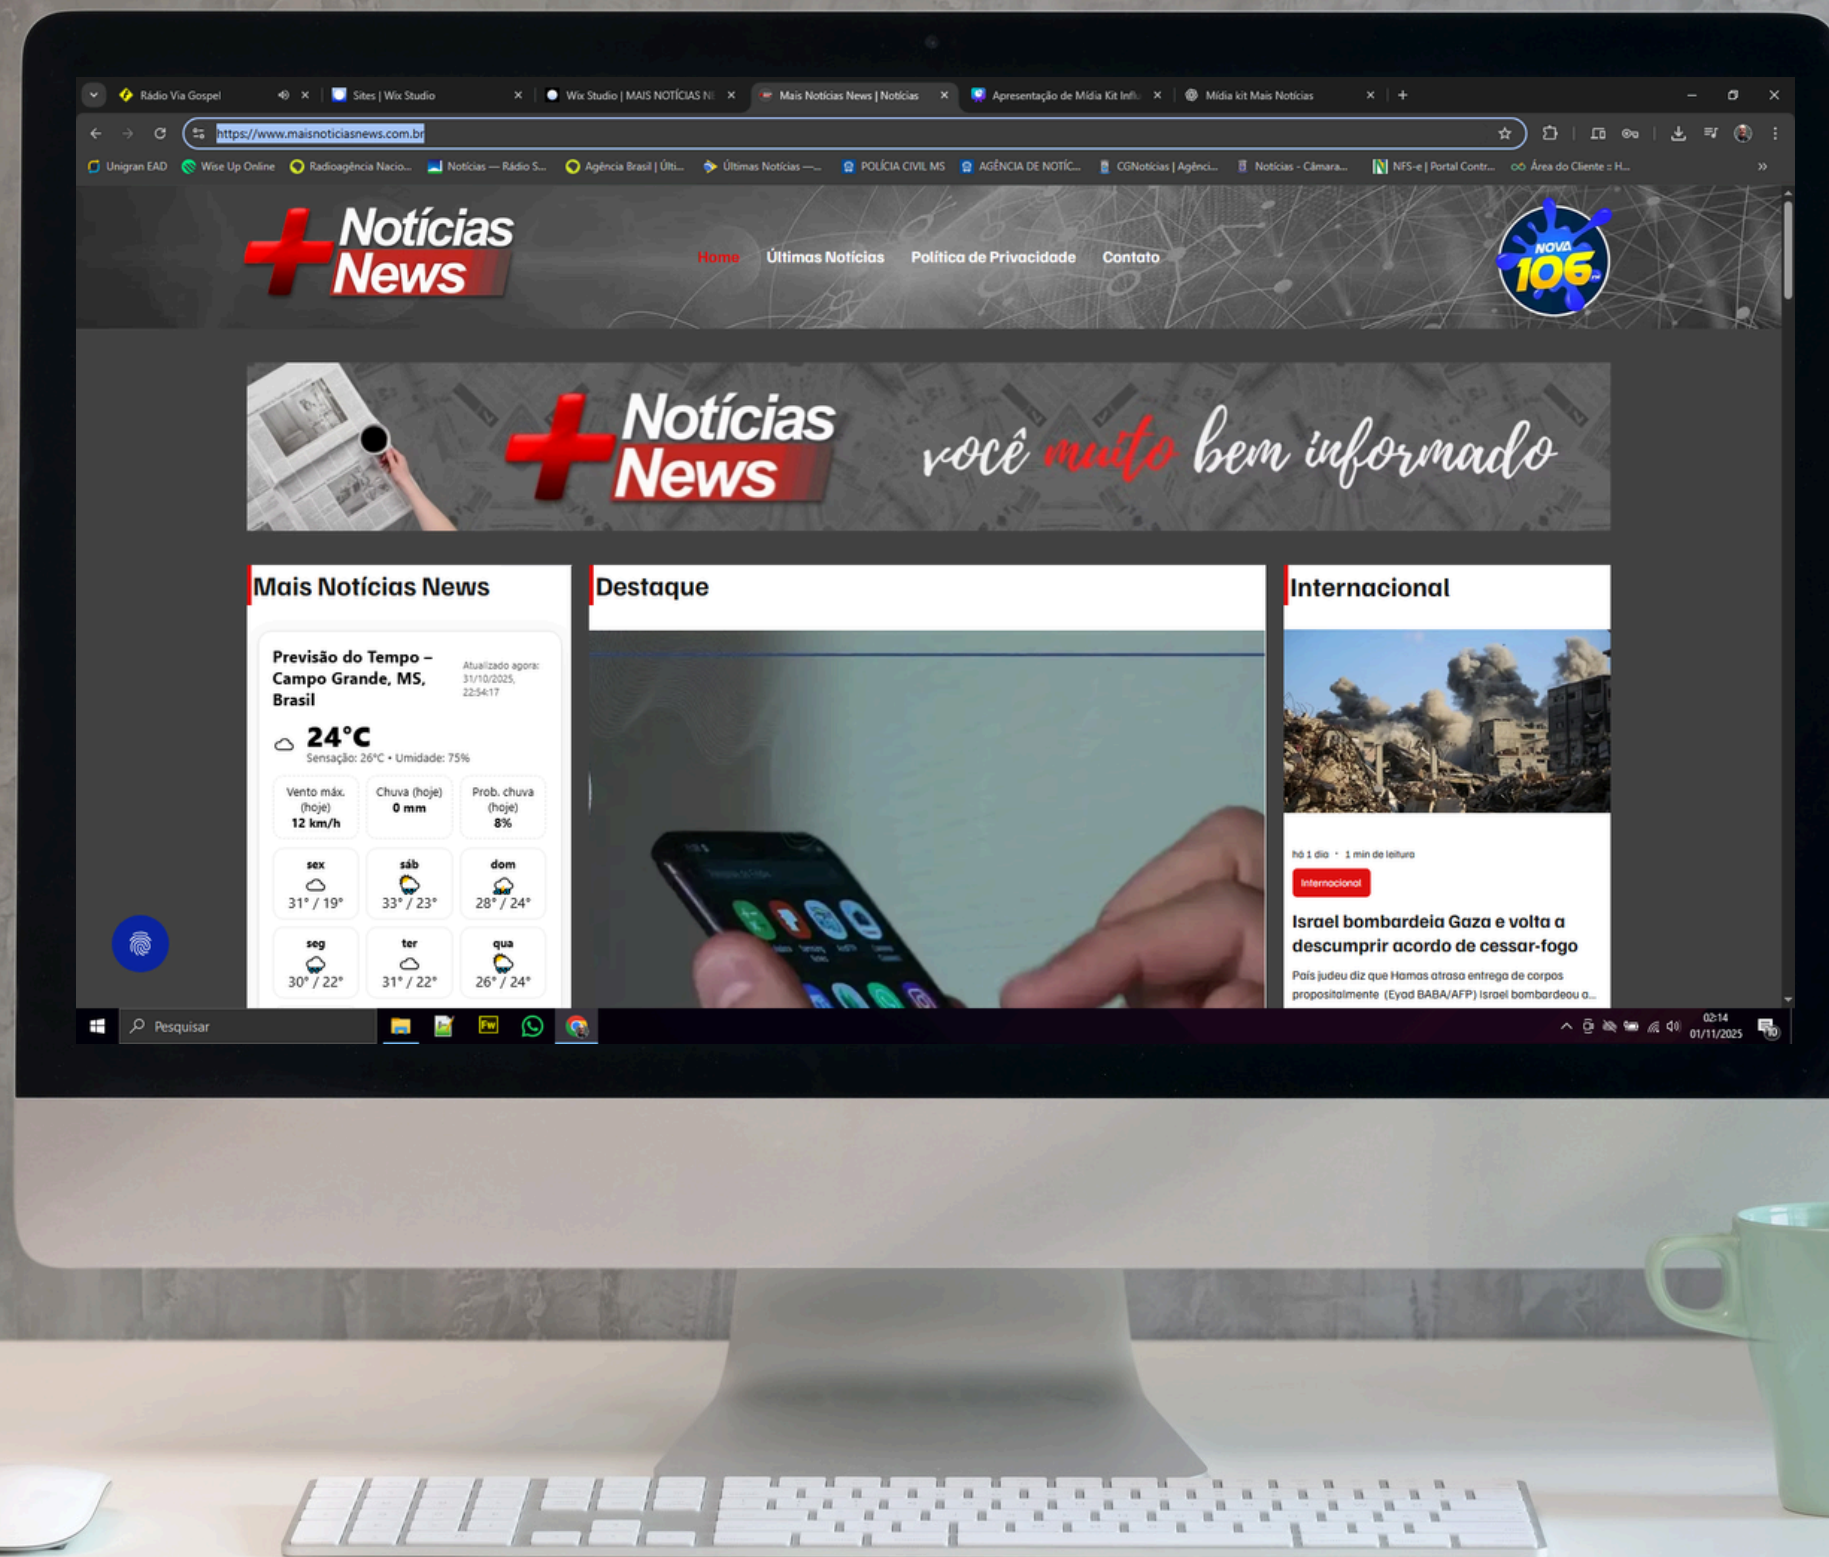 Rádio Via Gospel
Sites | Wix Studio
Wix Studio | MAIS NOTÍCIAS N
Mais Notícias News | Notícias
Apresentação de Mídia Kit Influ
Mídia kit Mais Notícias
https://www.maisnoticiasnews.com.br
Unigran EAD
Wise Up Online
Radioagência Nacio...
Notícias — Rádio S...
Agência Brasil | Últi...
Últimas Notícias —...
POLÍCIA CIVIL MS
AGÊNCIA DE NOTÍC...
CGNotícias | Agênci...
Notícias - Câmara...
NFS-e | Portal Contr...
Área do Cliente :: H...
Notícias
News
Home
Últimas Notícias
Política de Privacidade
Contato
NOVA
106
Notícias
News
você muito bem informado
Mais Notícias News
Previsão do Tempo –
Campo Grande, MS,
Brasil
Atualizado agora:
31/10/2025,
22:54:17
24°C
Sensação: 26°C • Umidade: 75%
Vento máx.
(hoje)
12 km/h
Chuva (hoje)
0 mm
Prob. chuva
(hoje)
8%
sex
31° / 19°
sáb
33° / 23°
dom
28° / 24°
seg
30° / 22°
ter
31° / 22°
qua
26° / 24°
Destaque
Internacional
há 1 dia • 1 min de leitura
Internacional
Israel bombardeia Gaza e volta a
descumprir acordo de cessar-fogo
País judeu diz que Hamas atrasa entrega de corpos
propositalmente (Eyad BABA/AFP) Israel bombardeou a...
Pesquisar
Fw
02:14
01/11/2025